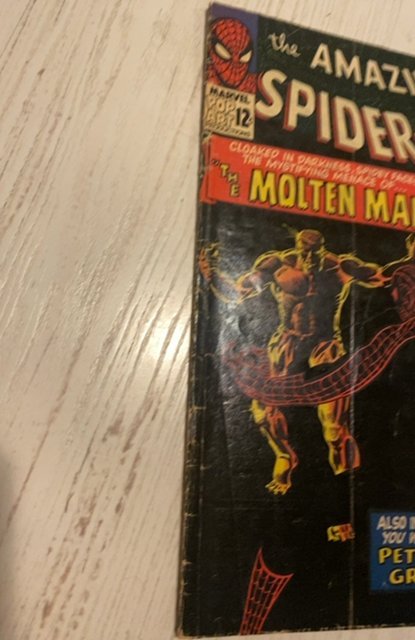 the AMAZ
SPIDER
MARVEL
POP
ART
12¢
PRODUCTIONS
CLOAKED IN DARKNESS, SPIDEY FACES
THE MYSTIFYING MENACE OF...
"THE
MOLTEN MA
ALSO I
YOU
PET
GR